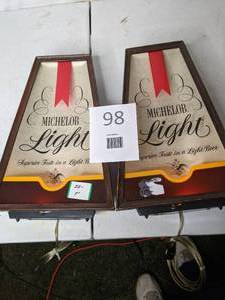 MICHELOB
Light
Superior Taste in a Light Beer
98
MICHELOB
Light
Superior Taste in a Light Beer